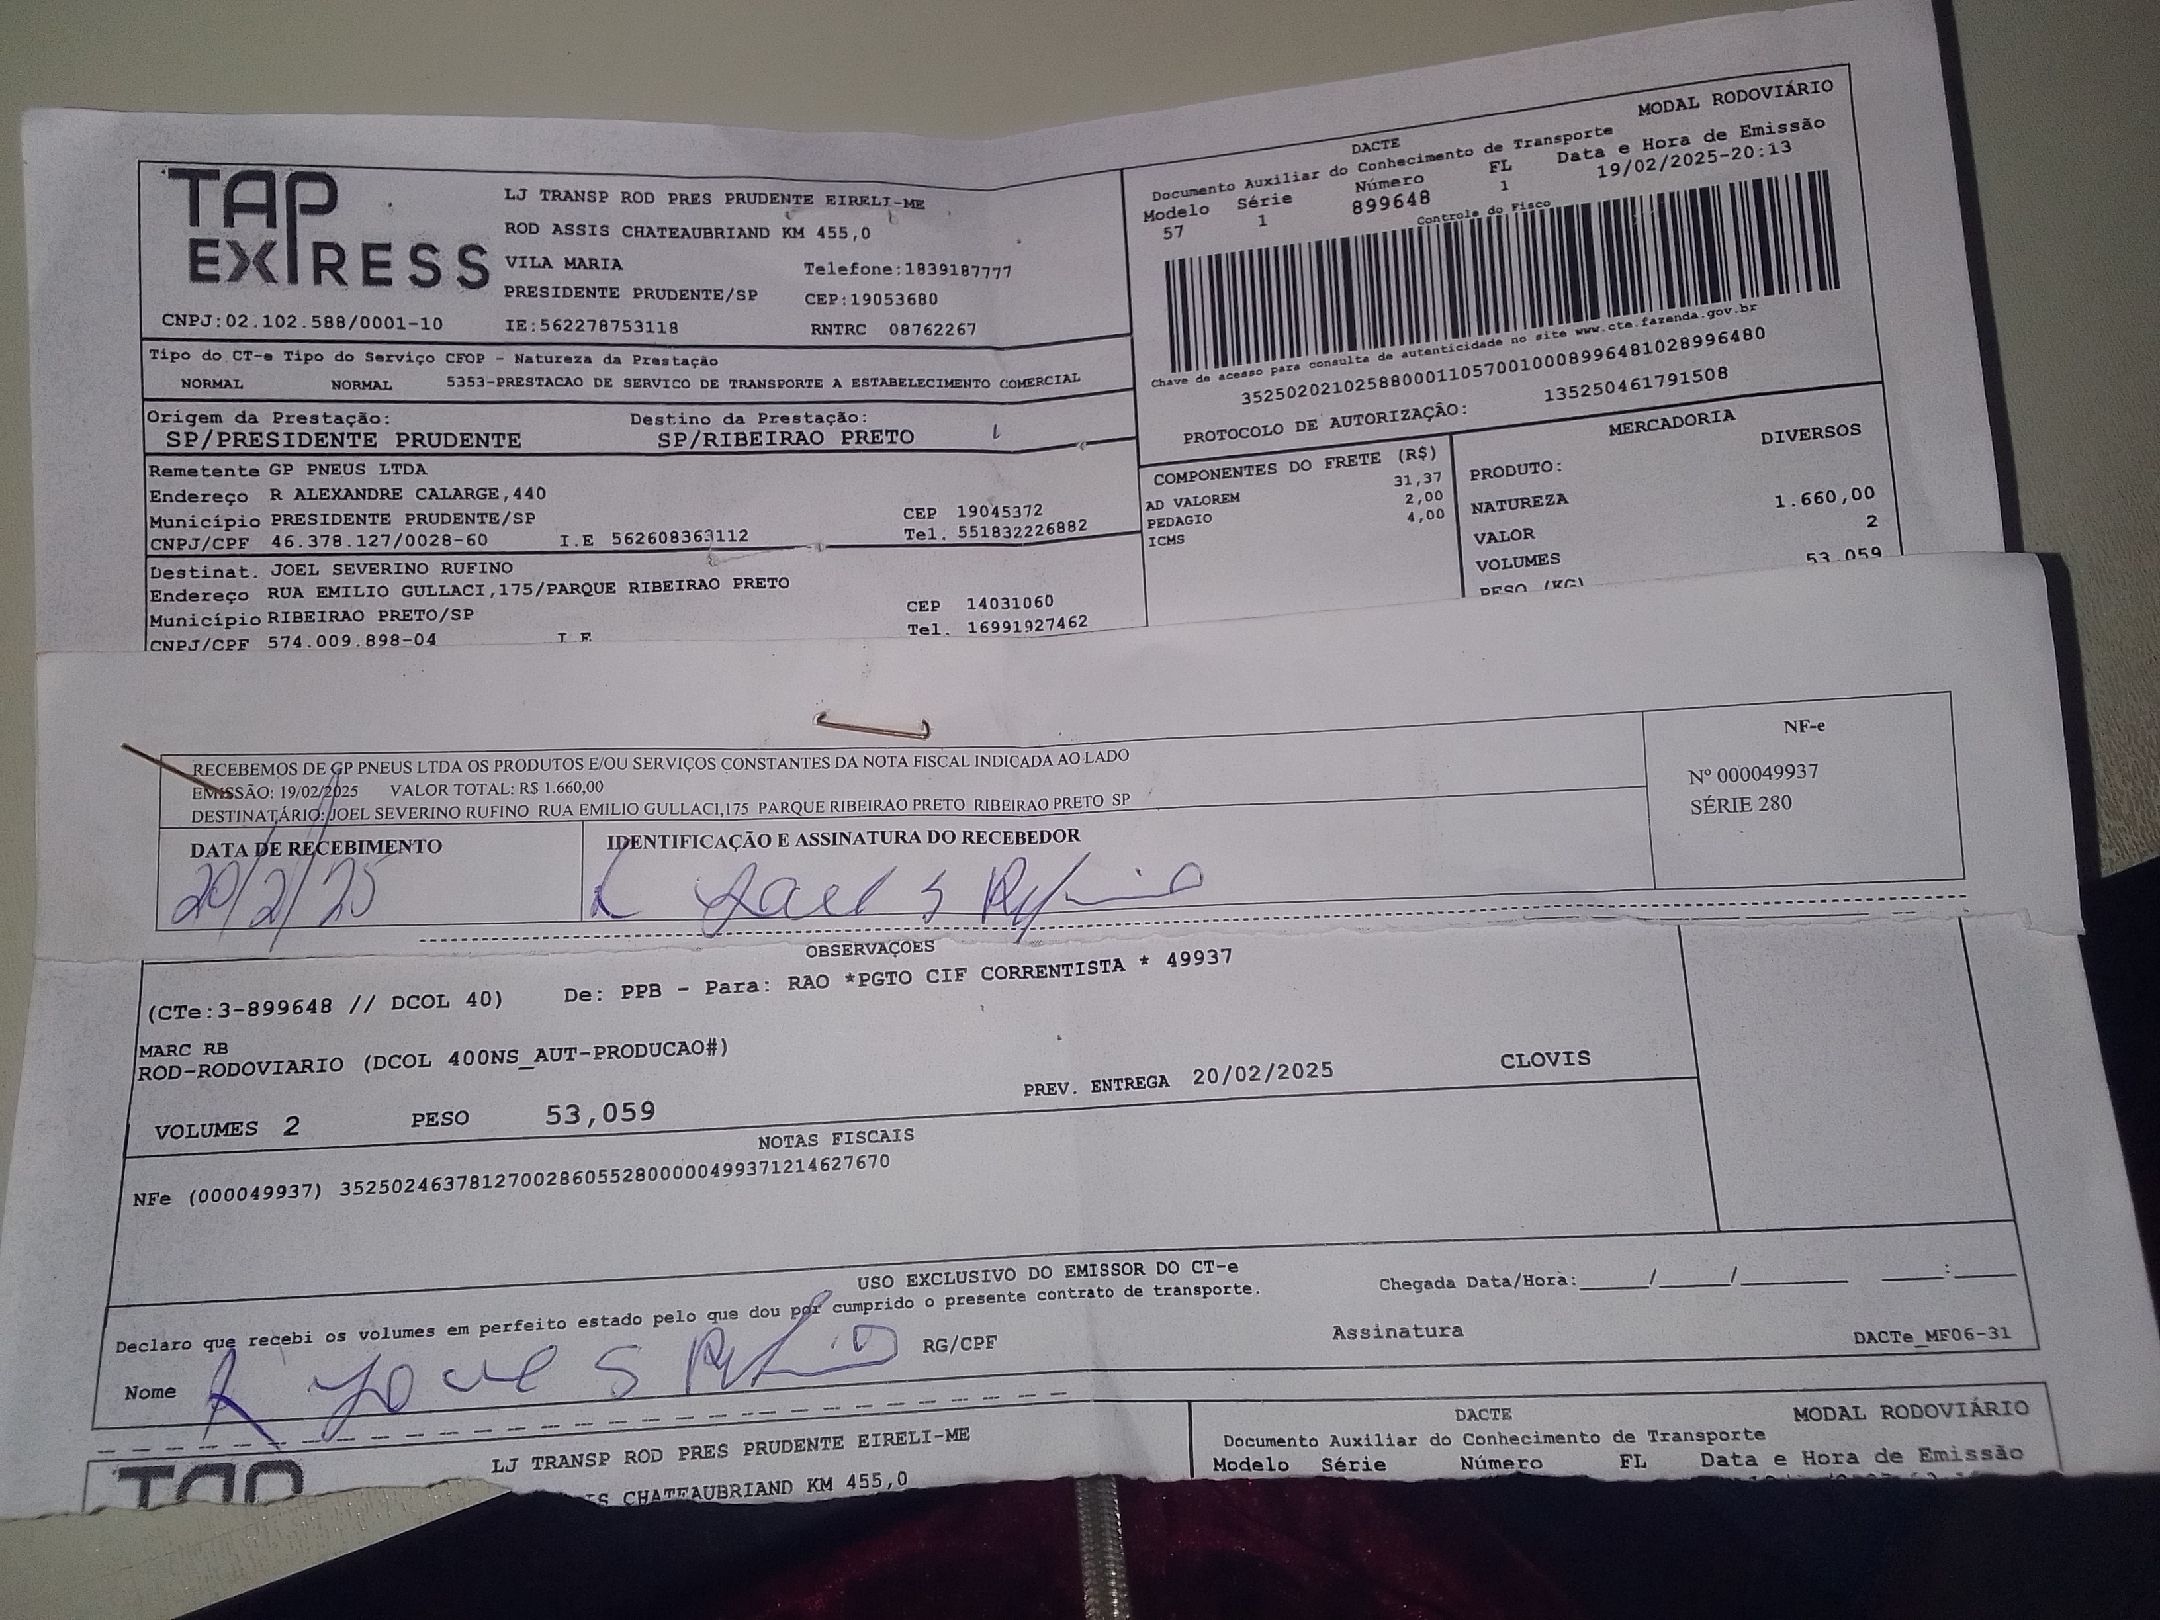 TAP EXPRESS
LJ TRANSP ROD PRES PRUDENTE EIRELI-ME
ROD ASSIS CHATEAUBRIAND KM 455,0
VILA MARIA Telefone:1839187777
PRESIDENTE PRUDENTE/SP CEP:19053680
CNPJ:02.102.588/0001-10 IE:562278753118 RNTRC 08762267
Tipo do CT-e Tipo do Serviço CFOP - Natureza da Prestação
NORMAL NORMAL 5353-PRESTACAO DE SERVICO DE TRANSPORTE A ESTABELECIMENTO COMERCIAL
Origem da Prestação: Destino da Prestação:
SP/PRESIDENTE PRUDENTE SP/RIBEIRAO PRETO
Remetente GP PNEUS LTDA
Endereço R ALEXANDRE CALARGE,440
Município PRESIDENTE PRUDENTE/SP CEP 19045372
CNPJ/CPF 46.378.127/0028-60 I.E 562608363112 Tel. 551832226882
Destinat. JOEL SEVERINO RUFINO
Endereço RUA EMILIO GULLACI,175/PARQUE RIBEIRAO PRETO
Município RIBEIRAO PRETO/SP CEP 14031060
CNPJ/CPF 574.009.898-04 I E Tel. 16991927462
DACTE MODAL RODOVIÁRIO
Documento Auxiliar do Conhecimento de Transporte
Modelo Série Número FL Data e Hora de Emissão
57 1 899648 1 19/02/2025-20:13
Controle do Fisco
Chave de acesso para consulta de autenticidade no site www.cte.fazenda.gov.br
35250202102588000110570010008996481028996480
PROTOCOLO DE AUTORIZAÇÃO: 135250461791508
COMPONENTES DO FRETE (R$)
AD VALOREM 31,37
PEDAGIO 2,00
ICMS 4,00
MERCADORIA
PRODUTO: DIVERSOS
NATUREZA
VALOR 1.660,00
VOLUMES 2
PESO (KG) 53,059
RECEBEMOS DE GP PNEUS LTDA OS PRODUTOS E/OU SERVIÇOS CONSTANTES DA NOTA FISCAL INDICADA AO LADO
EMISSÃO: 19/02/2025 VALOR TOTAL: R$ 1.660,00
DESTINATÁRIO: JOEL SEVERINO RUFINO RUA EMILIO GULLACI,175 PARQUE RIBEIRAO PRETO RIBEIRAO PRETO SP
NF-e
Nº 000049937
SÉRIE 280
DATA DE RECEBIMENTO IDENTIFICAÇÃO E ASSINATURA DO RECEBEDOR
20/2/25
OBSERVAÇOES
(CTe:3-899648 // DCOL 40) De: PPB - Para: RAO *PGTO CIF CORRENTISTA * 49937
MARC RB
ROD-RODOVIARIO (DCOL 400NS_AUT-PRODUCAO#)
VOLUMES 2 PESO 53,059 PREV. ENTREGA 20/02/2025 CLOVIS
NOTAS FISCAIS
NFe (000049937) 35250246378127002860552800000499371214627670
USO EXCLUSIVO DO EMISSOR DO CT-e
Declaro que recebi os volumes em perfeito estado pelo que dou por cumprido o presente contrato de transporte. Chegada Data/Hora:_____/_____/_____ ___:___
Nome RG/CPF Assinatura DACTe_MF06-31
LJ TRANSP ROD PRES PRUDENTE EIRELI-ME
CHATEAUBRIAND KM 455,0
DACTE MODAL RODOVIÁRIO
Documento Auxiliar do Conhecimento de Transporte
Modelo Série Número FL Data e Hora de Emissão